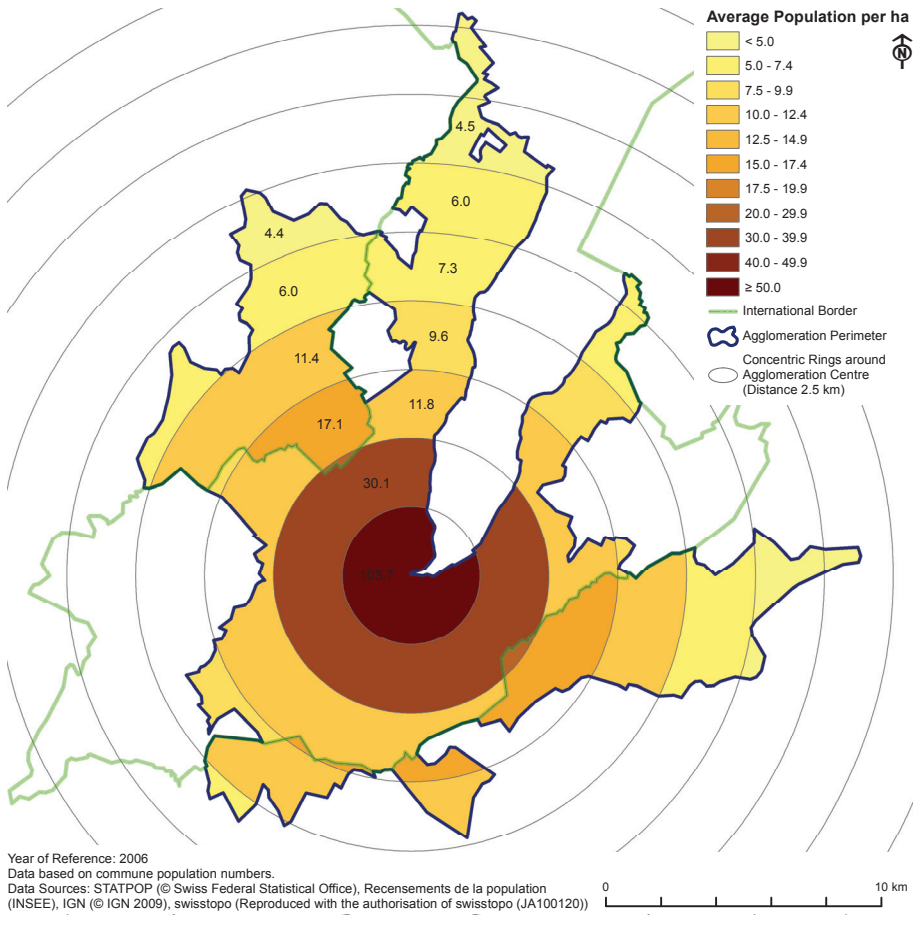 Average Population per ha
< 5.0
5.0 - 7.4
7.5 - 9.9
10.0 - 12.4
12.5 - 14.9
15.0 - 17.4
17.5 - 19.9
20.0 - 29.9
30.0 - 39.9
40.0 - 49.9
≥ 50.0
International Border
Agglomeration Perimeter
Concentric Rings around
Agglomeration Centre
(Distance 2.5 km)
N
4.5
6.0
4.4
7.3
6.0
9.6
11.4
11.8
17.1
30.1
Year of Reference: 2006
Data based on commune population numbers.
Data Sources: STATPOP (© Swiss Federal Statistical Office), Recensements de la population
(INSEE), IGN (© IGN 2009), swisstopo (Reproduced with the authorisation of swisstopo (JA100120))
0 10 km